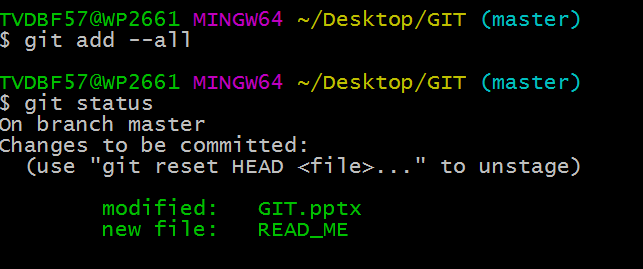 TVDBF57@WP2661 MINGW64 ~/Desktop/GIT (master)
$ git add --all
TVDBF57@WP2661 MINGW64 ~/Desktop/GIT (master)
$ git status
On branch master
Changes to be committed:
(use "git reset HEAD <file>..." to unstage)
modified: GIT.pptx
new file: READ_ME